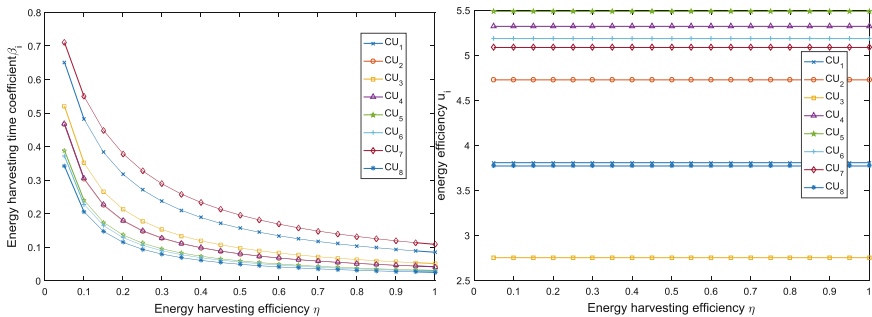 0.8
0.7
0.6
0.5
0.4
0.3
0.2
0.1
0
Energy harvesting time coefficient β_i
CU_1
CU_2
CU_3
CU_4
CU_5
CU_6
CU_7
CU_8
0 0.1 0.2 0.3 0.4 0.5 0.6 0.7 0.8 0.9 1
Energy harvesting efficiency η
5.5
5
4.5
4
3.5
3
2.5
energy efficiency u_i
CU_1
CU_2
CU_3
CU_4
CU_5
CU_6
CU_7
CU_8
0 0.1 0.2 0.3 0.4 0.5 0.6 0.7 0.8 0.9 1
Energy harvesting efficiency η